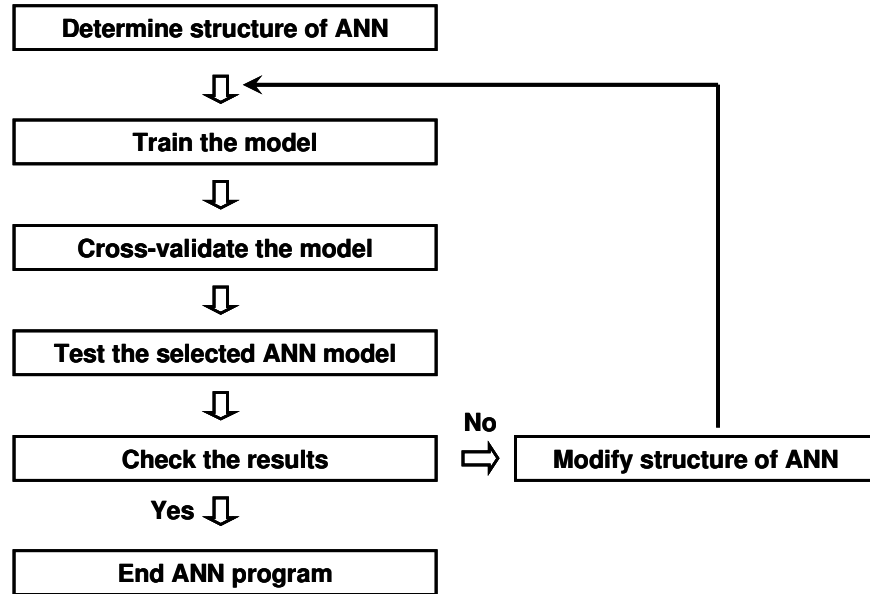 Determine structure of ANN
Train the model
Cross-validate the model
Test the selected ANN model
No
Check the results
Modify structure of ANN
Yes
End ANN program